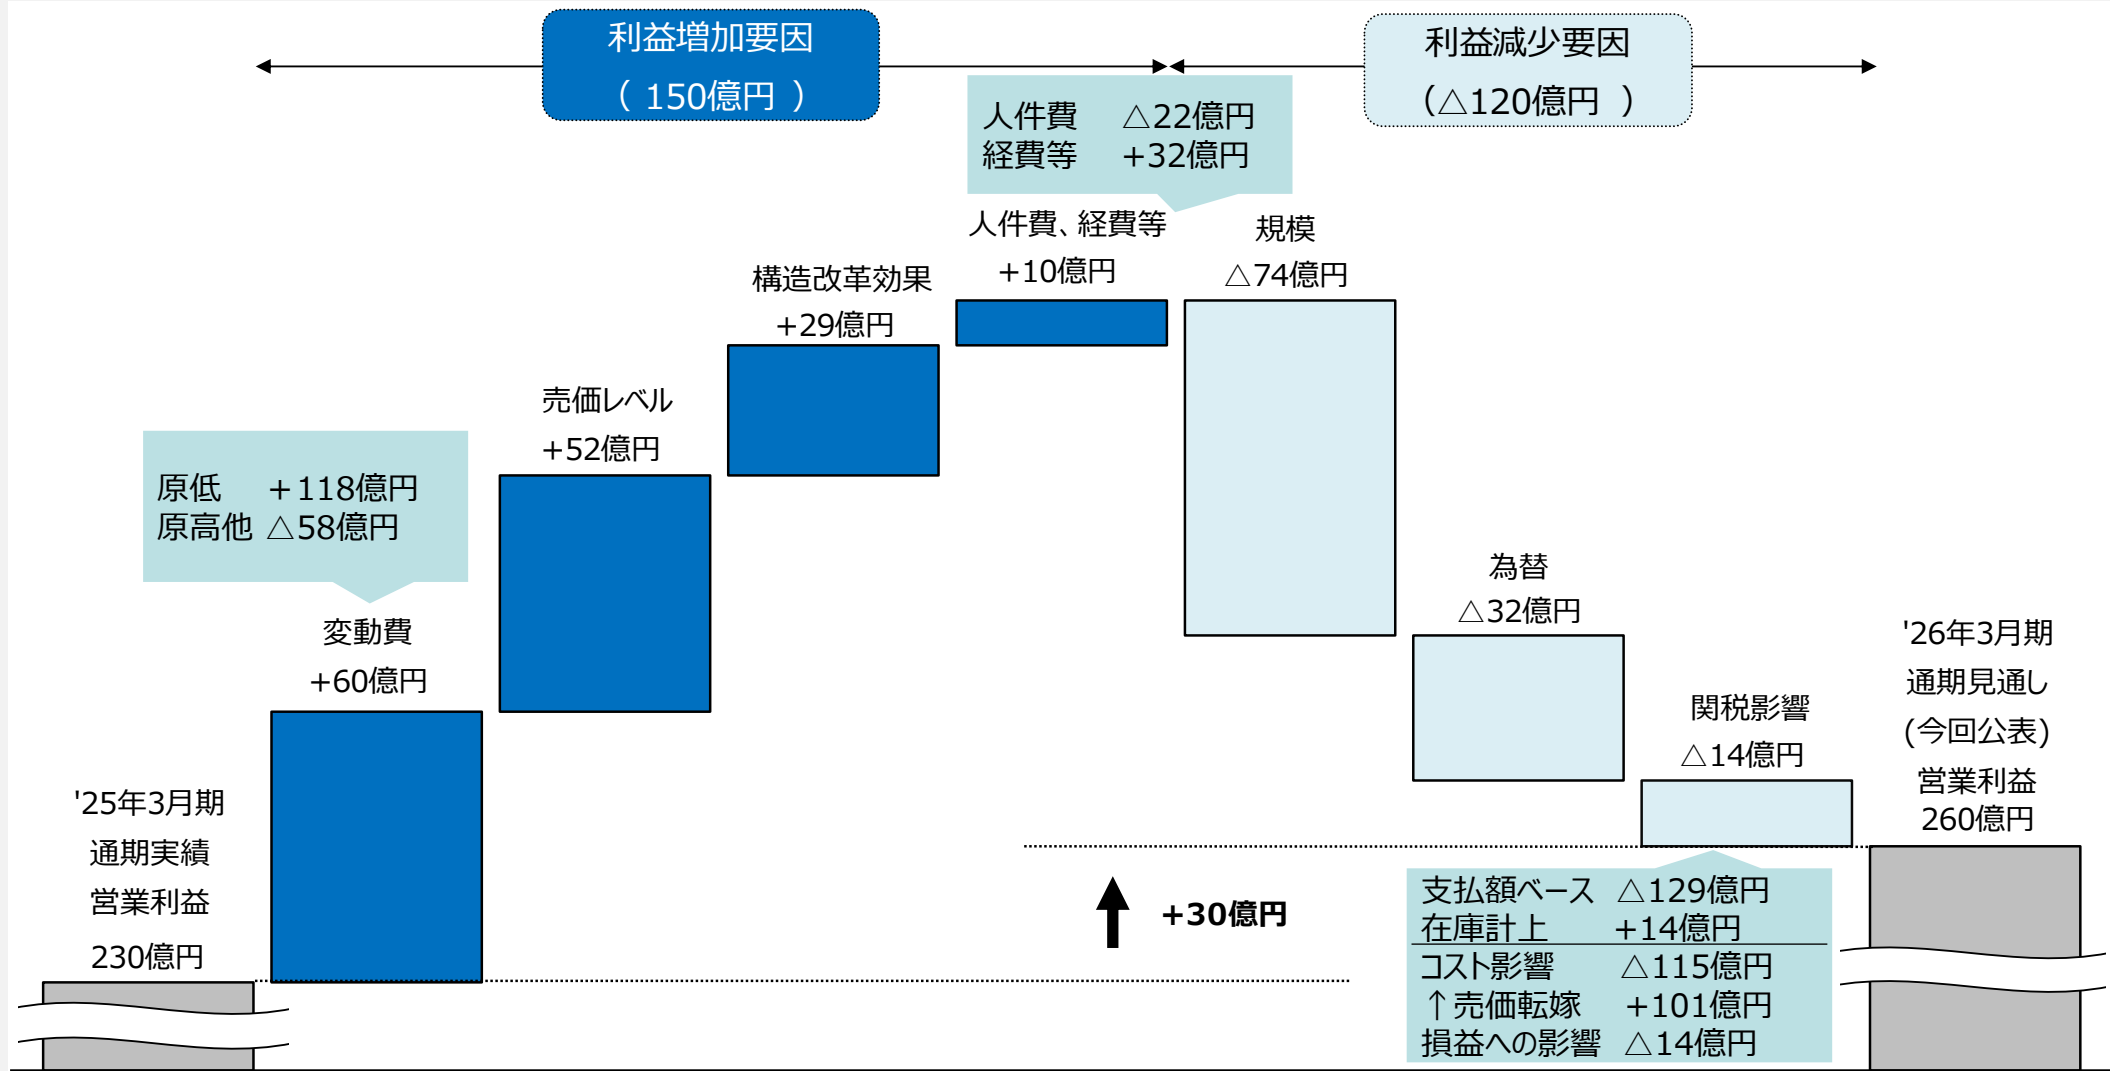 利益増加要因
（ 150億円 ）
利益減少要因
（△120億円 ）
人件費 △22億円
経費等 +32億円
人件費、経費等
+10億円
規模
△74億円
構造改革効果
+29億円
売価レベル
+52億円
原低 ＋118億円
原高他 △58億円
変動費
+60億円
為替
△32億円
関税影響
△14億円
'25年3月期
通期実績
営業利益
230億円
'26年3月期
通期見通し
(今回公表)
営業利益
260億円
+30億円
支払額ベース △129億円
在庫計上 +14億円
コスト影響 △115億円
↑売価転嫁 +101億円
損益への影響 △14億円